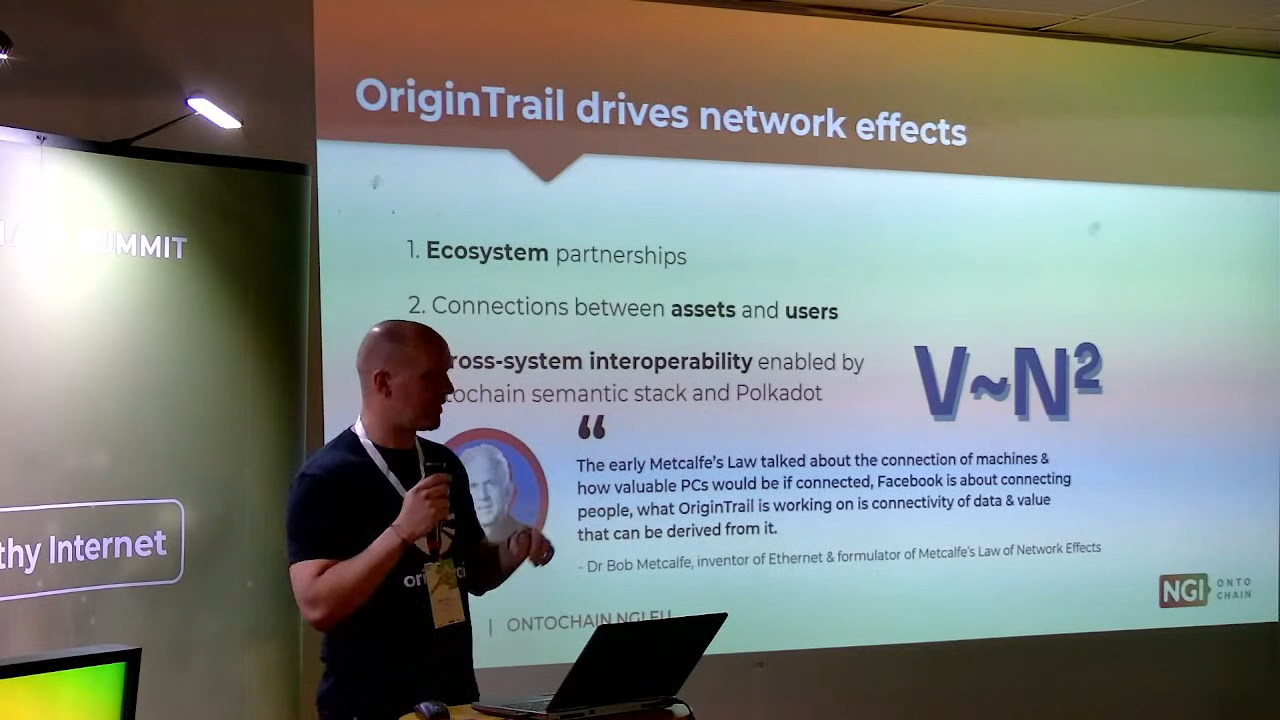 OriginTrail drives network effects
1. Ecosystem partnerships
2. Connections between assets and users
ross-system interoperability enabled by
tochain semantic stack and Polkadot
V~N²
“
The early Metcalfe's Law talked about the connection of machines &
how valuable PCs would be if connected, Facebook is about connecting
people, what OriginTrail is working on is connectivity of data & value
that can be derived from it.
- Dr Bob Metcalfe, inventor of Ethernet & formulator of Metcalfe's Law of Network Effects
NGI ONTO
CHAIN
| ONTOCHAIN.NGI.EU
UMMIT
thy Internet